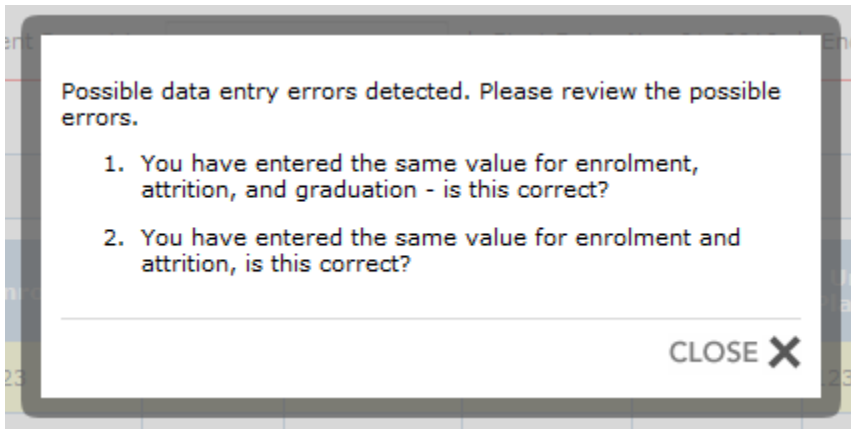 Possible data entry errors detected. Please review the possible
errors.
1. You have entered the same value for enrolment,
attrition, and graduation - is this correct?
2. You have entered the same value for enrolment and
attrition, is this correct?
CLOSE